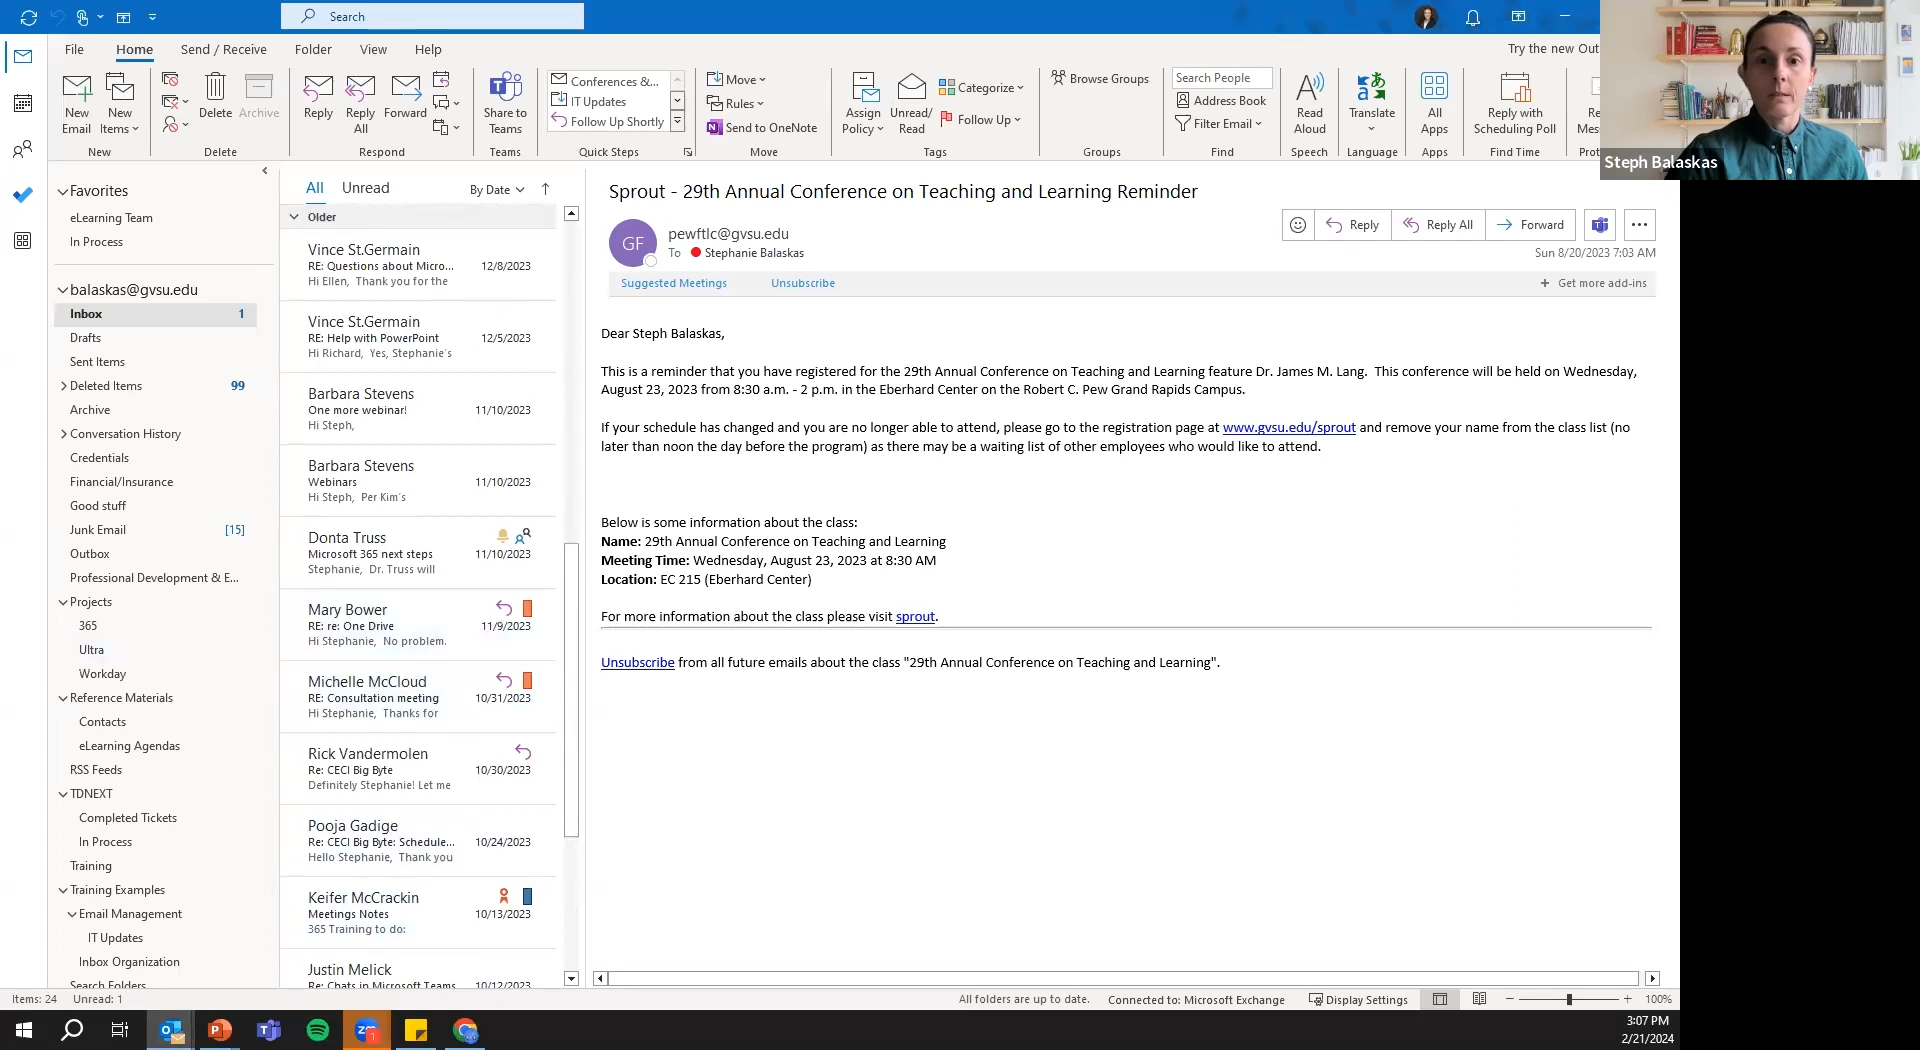 Search
File
Home
Send / Receive
Folder
View
Help
Try the new Out
New
Email
New
Items
New
Delete
Archive
Delete
Reply
Reply
All
Forward
Respond
Share to
Teams
Teams
Conferences &...
IT Updates
Follow Up Shortly
Quick Steps
Move
Rules
Send to OneNote
Move
Assign
Policy
Unread/
Read
Categorize
Follow Up
Tags
Browse Groups
Groups
Search People
Address Book
Filter Email
Find
Read
Aloud
Speech
Translate
Language
All
Apps
Apps
Reply with
Scheduling Poll
Find Time
Re
Mes
Prot
Steph Balaskas
Favorites
eLearning Team
In Process
balaskas@gvsu.edu
Inbox 1
Drafts
Sent Items
Deleted Items 99
Archive
Conversation History
Credentials
Financial/Insurance
Good stuff
Junk Email [15]
Outbox
Professional Development & E...
Projects
365
Ultra
Workday
Reference Materials
Contacts
eLearning Agendas
RSS Feeds
TDNEXT
Completed Tickets
In Process
Training
Training Examples
Email Management
IT Updates
Inbox Organization
Search Folders
All
Unread
By Date
Older
Vince St.Germain
RE: Questions about Micro... 12/8/2023
Hi Ellen, Thank you for the
Vince St.Germain
RE: Help with PowerPoint 12/5/2023
Hi Richard, Yes, Stephanie's
Barbara Stevens
One more webinar! 11/10/2023
Hi Steph,
Barbara Stevens
Webinars 11/10/2023
Hi Steph, Per Kim's
Donta Truss
Microsoft 365 next steps 11/10/2023
Stephanie, Dr. Truss will
Mary Bower
RE: re: One Drive 11/9/2023
Hi Stephanie, No problem.
Michelle McCloud
RE: Consultation meeting 10/31/2023
Hi Stephanie, Thanks for
Rick Vandermolen
Re: CECI Big Byte 10/30/2023
Definitely Stephanie! Let me
Pooja Gadige
Re: CECI Big Byte: Schedule... 10/24/2023
Hello Stephanie, Thank you
Keifer McCrackin
Meetings Notes 10/13/2023
365 Training to do:
Justin Melick
Re: Chats in Microsoft Teams 10/12/2023
Sprout - 29th Annual Conference on Teaching and Learning Reminder
GF
pewftlc@gvsu.edu
To Stephanie Balaskas
Reply
Reply All
Forward
Sun 8/20/2023 7:03 AM
Suggested Meetings
Unsubscribe
+ Get more add-ins
Dear Steph Balaskas,
This is a reminder that you have registered for the 29th Annual Conference on Teaching and Learning feature Dr. James M. Lang. This conference will be held on Wednesday,
August 23, 2023 from 8:30 a.m. - 2 p.m. in the Eberhard Center on the Robert C. Pew Grand Rapids Campus.
If your schedule has changed and you are no longer able to attend, please go to the registration page at www.gvsu.edu/sprout and remove your name from the class list (no
later than noon the day before the program) as there may be a waiting list of other employees who would like to attend.
Below is some information about the class:
Name: 29th Annual Conference on Teaching and Learning
Meeting Time: Wednesday, August 23, 2023 at 8:30 AM
Location: EC 215 (Eberhard Center)
For more information about the class please visit sprout.
Unsubscribe from all future emails about the class "29th Annual Conference on Teaching and Learning".
Items: 24
Unread: 1
All folders are up to date.
Connected to: Microsoft Exchange
Display Settings
100%
3:07 PM
2/21/2024